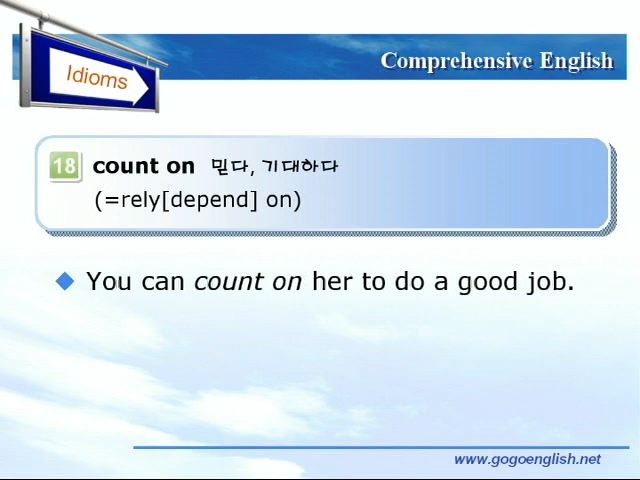 Idioms
Comprehensive English
18 count on 믿다, 기대하다
(=rely[depend] on)
You can count on her to do a good job.
www.gogoenglish.net